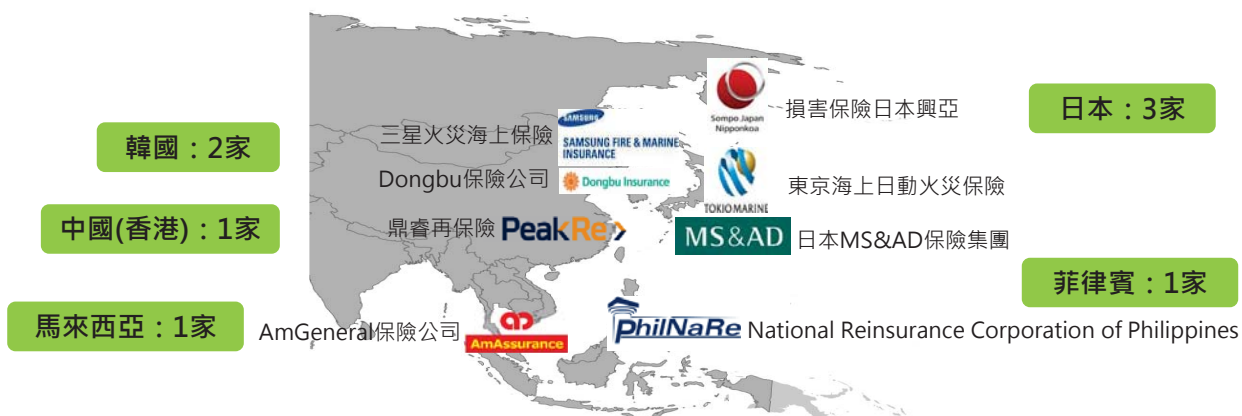 Sompo Japan
Nipponkoa
損害保險日本興亞
日本：3家
韓國：2家
三星火災海上保險
SAMSUNG
SAMSUNG FIRE & MARINE
INSURANCE
Dongbu保險公司
Dongbu Insurance
TOKIO MARINE
東京海上日動火災保險
中國(香港)：1家
鼎睿再保險
PeakRe
MS&AD
日本MS&AD保險集團
菲律賓：1家
馬來西亞：1家
AmGeneral保險公司
AmAssurance
PhilNaRe
National Reinsurance Corporation of Philippines